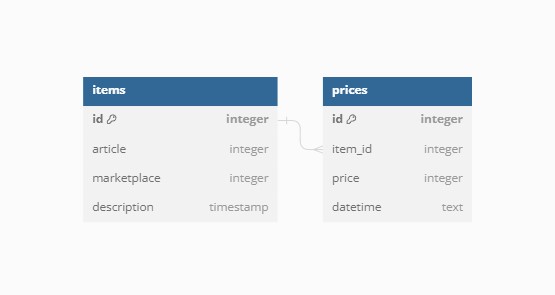 items
id integer
article integer
marketplace integer
description timestamp
prices
id integer
item_id integer
price integer
datetime text